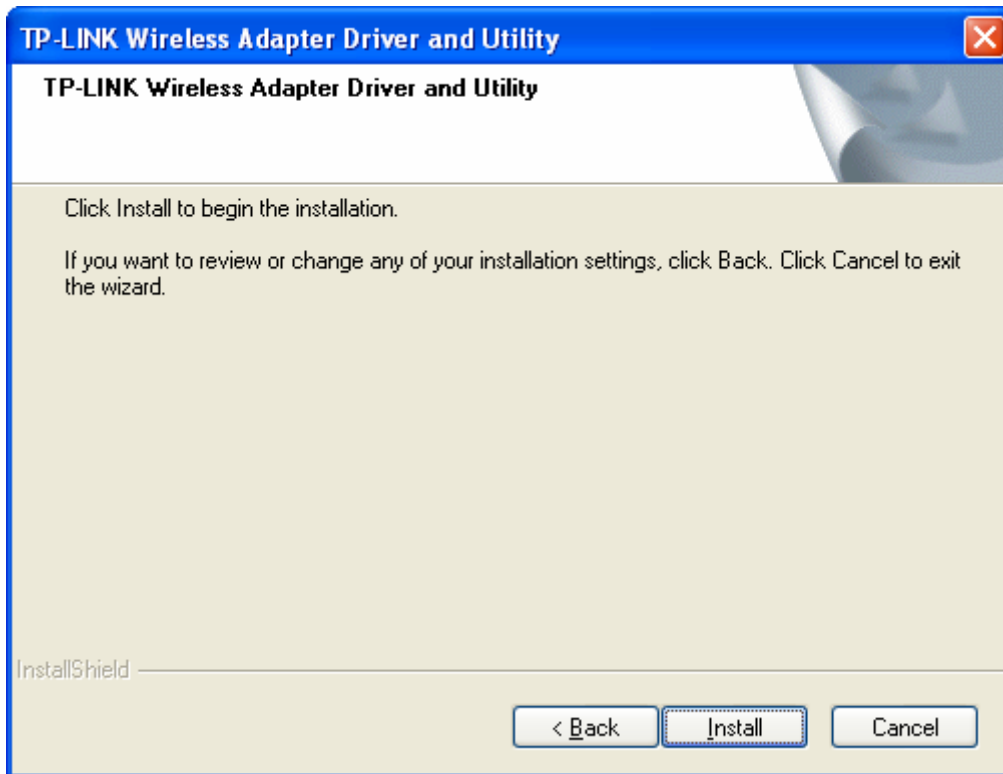 TP-LINK Wireless Adapter Driver and Utility
TP-LINK Wireless Adapter Driver and Utility
Click Install to begin the installation.
If you want to review or change any of your installation settings, click Back. Click Cancel to exit
the wizard.
InstallShield
< Back Install Cancel